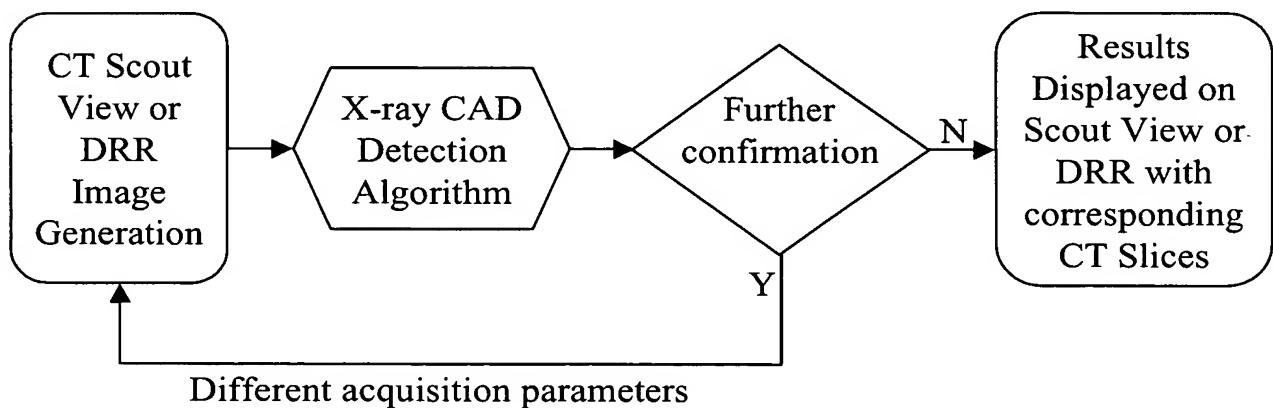 CT Scout
View or
DRR
Image
Generation
X-ray CAD
Detection
Algorithm
Further
confirmation
N
Y
Results
Displayed on
Scout View or
DRR with
corresponding
CT Slices
Different acquisition parameters